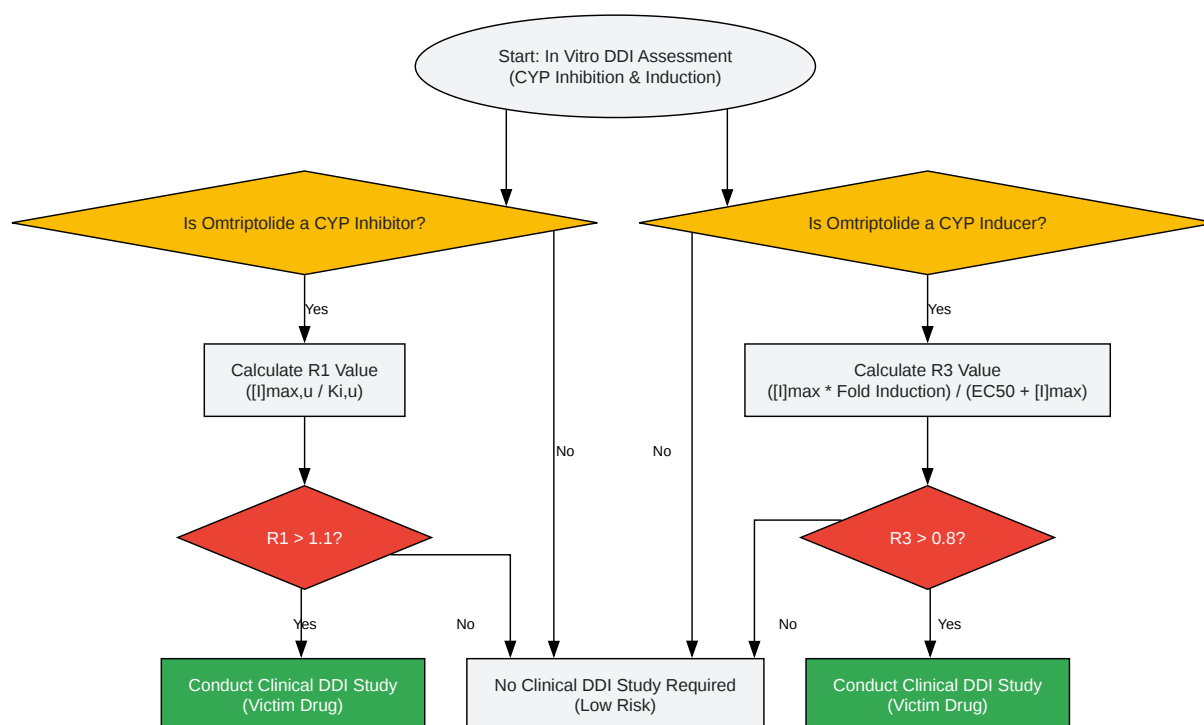 Start: In Vitro DDI Assessment
(CYP Inhibition & Induction)
Is Omtriptolide a CYP Inhibitor?
Is Omtriptolide a CYP Inducer?
Yes
Yes
Calculate R1 Value
([I]max,u / Ki,u)
Calculate R3 Value
([I]max * Fold Induction) / (EC50 + [I]max)
No
No
R1 > 1.1?
R3 > 0.8?
Yes
No
No
Yes
Conduct Clinical DDI Study
(Victim Drug)
No Clinical DDI Study Required
(Low Risk)
Conduct Clinical DDI Study
(Victim Drug)